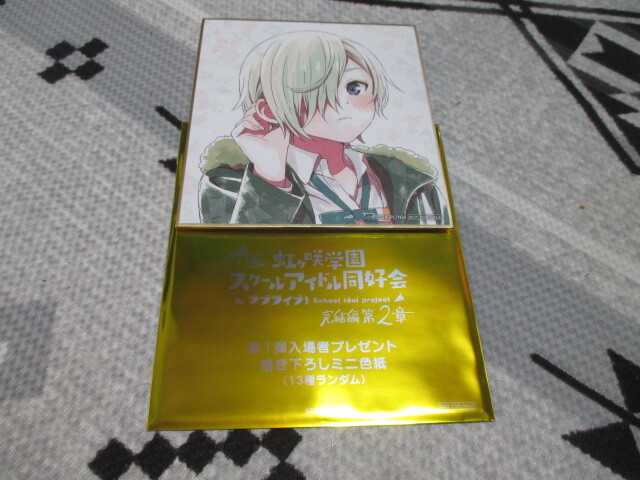 虹ヶ咲学園
スクールアイドル同好会
ラブライブ! School idol project
完結編 第2章
第1弾入場者プレゼント
描き下ろしミニ色紙
(13種ランダム)